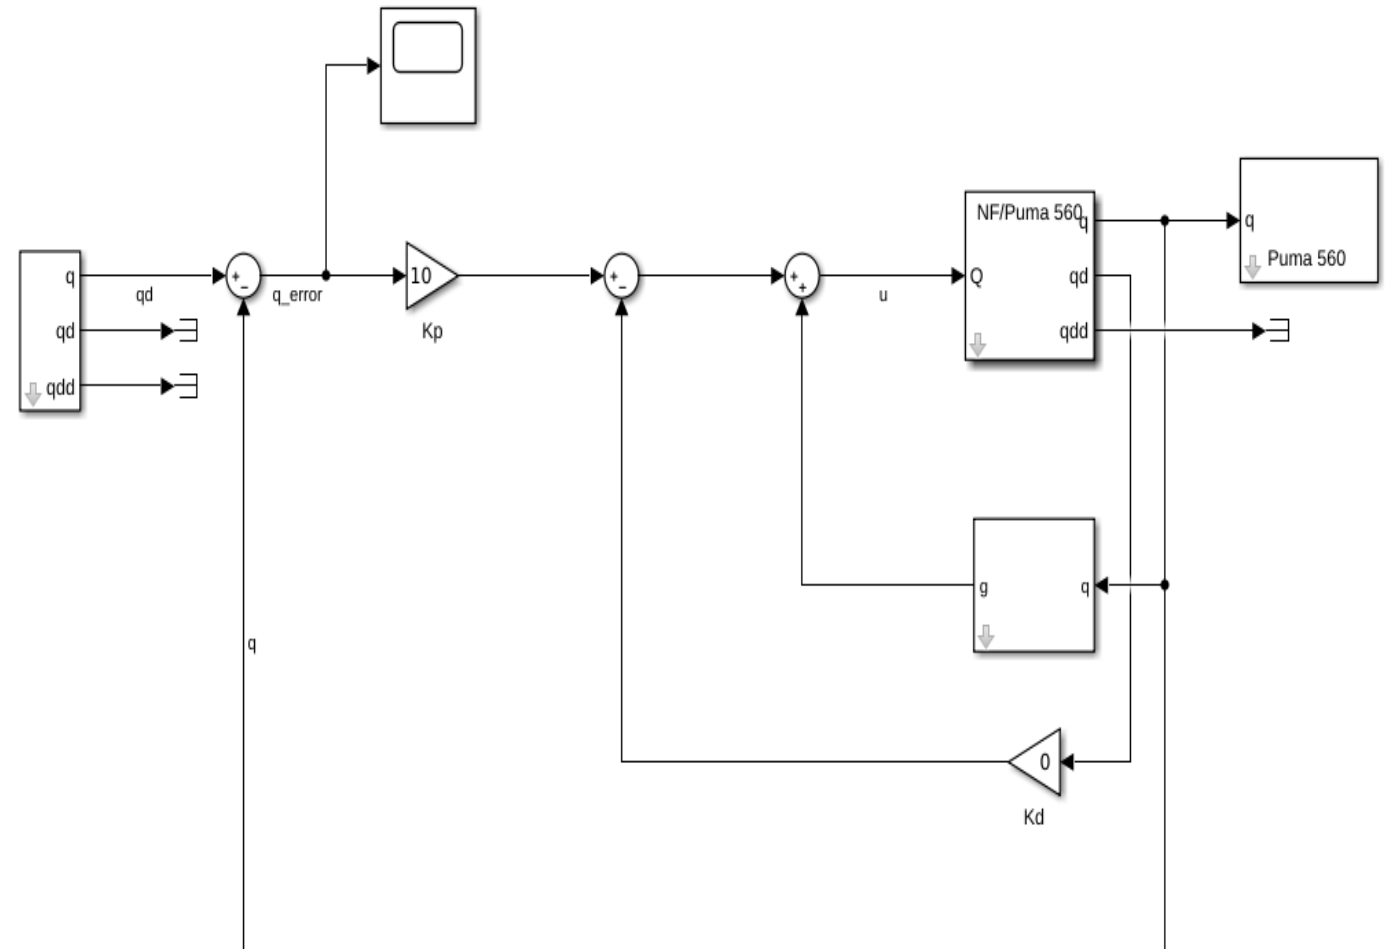 NF/Puma 560
q
q
Puma 560
q
+
−
10
+
−
+
+
Q
qd
qd
q_error
u
qd
Kp
qdd
qdd
g
q
q
0
Kd